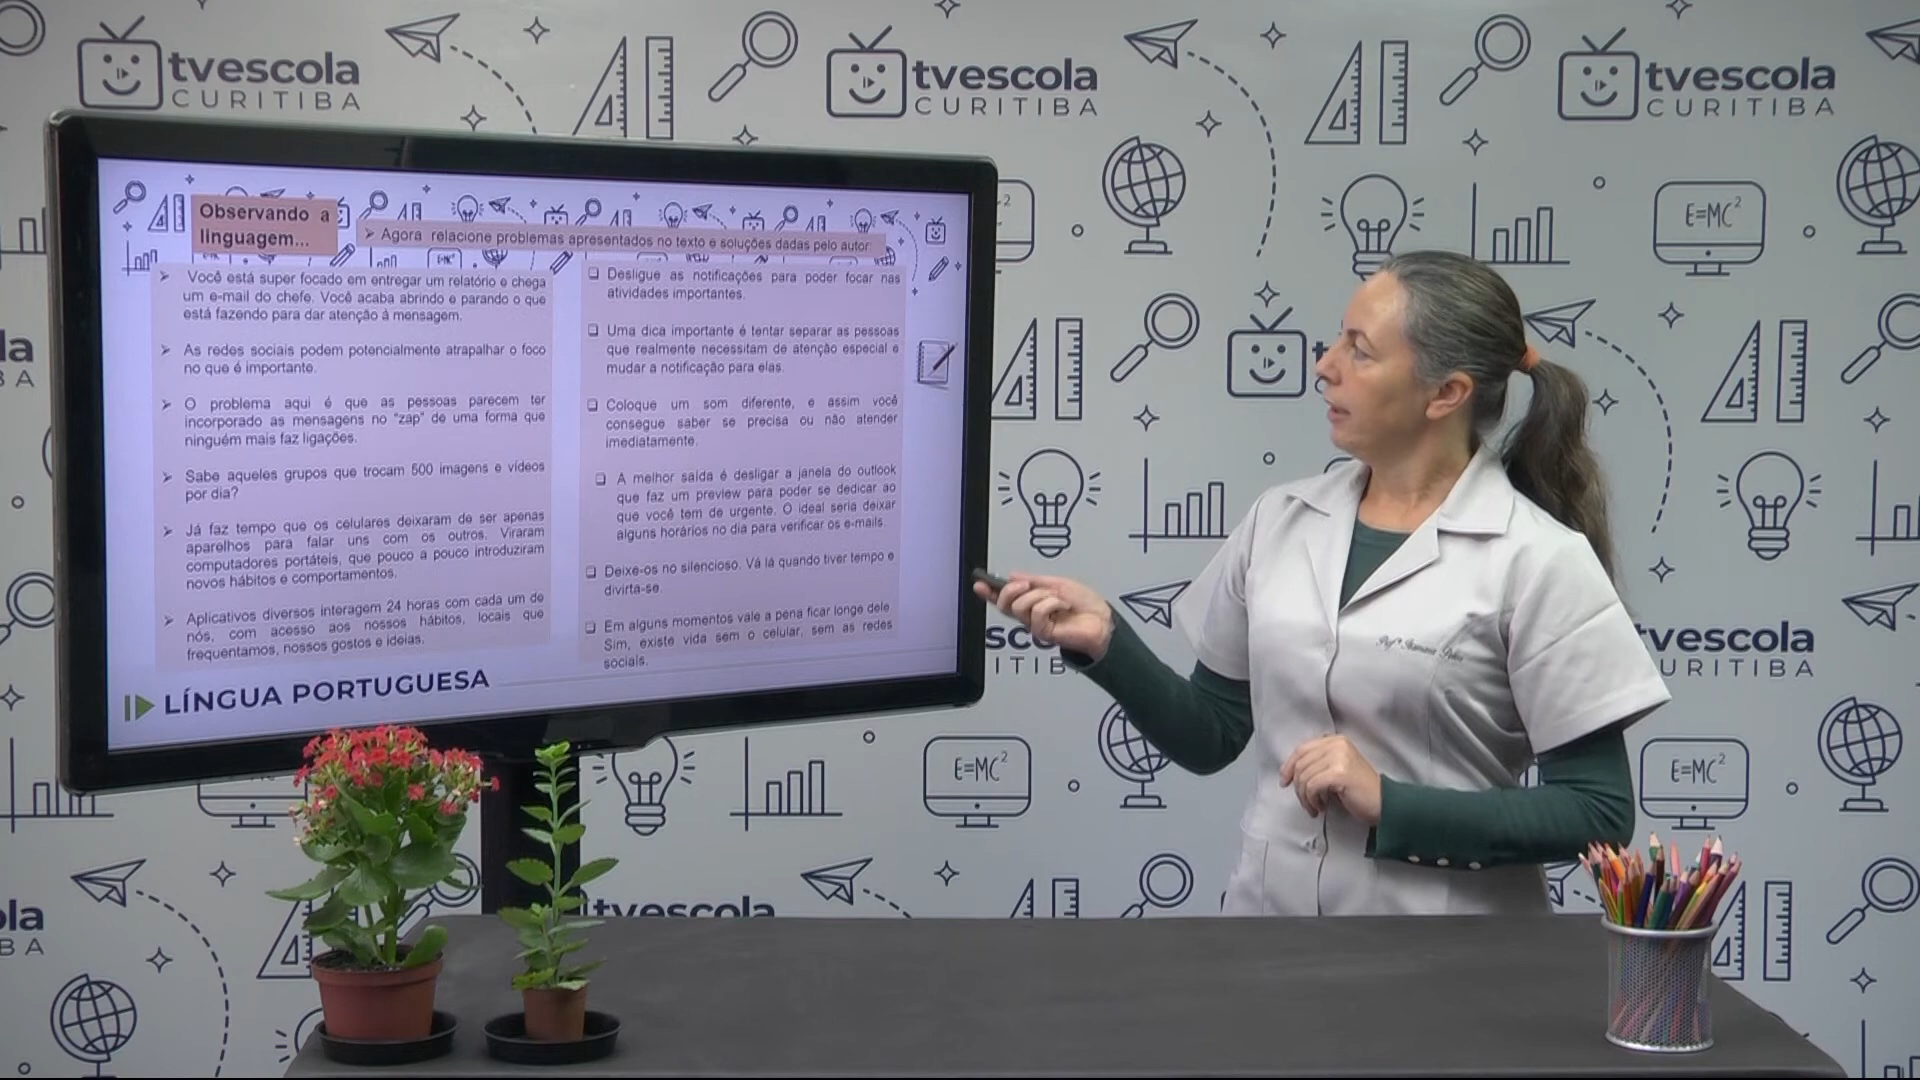 tvescola
CURITIBA
tvescola
CURITIBA
tvescola
CURITIBA
Observando a
linguagem...
➢ Agora relacione problemas apresentados no texto e soluções dadas pelo autor:
➢ Você está super focado em entregar um relatório e chega
um e-mail do chefe. Você acaba abrindo e parando o que
está fazendo para dar atenção à mensagem.
➢ As redes sociais podem potencialmente atrapalhar o foco
no que é importante.
➢ O problema aqui é que as pessoas parecem ter
incorporado as mensagens no "zap" de uma forma que
ninguém mais faz ligações.
➢ Sabe aqueles grupos que trocam 500 imagens e vídeos
por dia?
➢ Já faz tempo que os celulares deixaram de ser apenas
aparelhos para falar uns com os outros. Viraram
computadores portáteis, que pouco a pouco introduziram
novos hábitos e comportamentos.
➢ Aplicativos diversos interagem 24 horas com cada um de
nós, com acesso aos nossos hábitos, locais que
frequentamos, nossos gostos e ideias.
❑ Desligue as notificações para poder focar nas
atividades importantes.
❑ Uma dica importante é tentar separar as pessoas
que realmente necessitam de atenção especial e
mudar a notificação para elas.
❑ Coloque um som diferente, e assim você
consegue saber se precisa ou não atender
imediatamente.
❑ A melhor saída é desligar a janela do outlook
que faz um preview para poder se dedicar ao
que você tem de urgente. O ideal seria deixar
alguns horários no dia para verificar os e-mails.
❑ Deixe-os no silencioso. Vá lá quando tiver tempo e
divirta-se.
❑ Em alguns momentos vale a pena ficar longe dele.
Sim, existe vida sem o celular, sem as redes
sociais.
LÍNGUA PORTUGUESA
E=MC²
la
E=MC²
E=MC²
tvescola
URITIBA
la
BA
tvescola